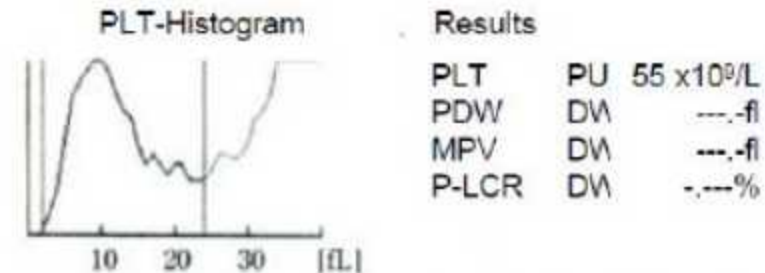 PLT-Histogram
10 20 30 [fL]
Results
PLT PU 55 x10⁹/L
PDW DW ---.-fl
MPV DW ---.-fl
P-LCR DW -.---%